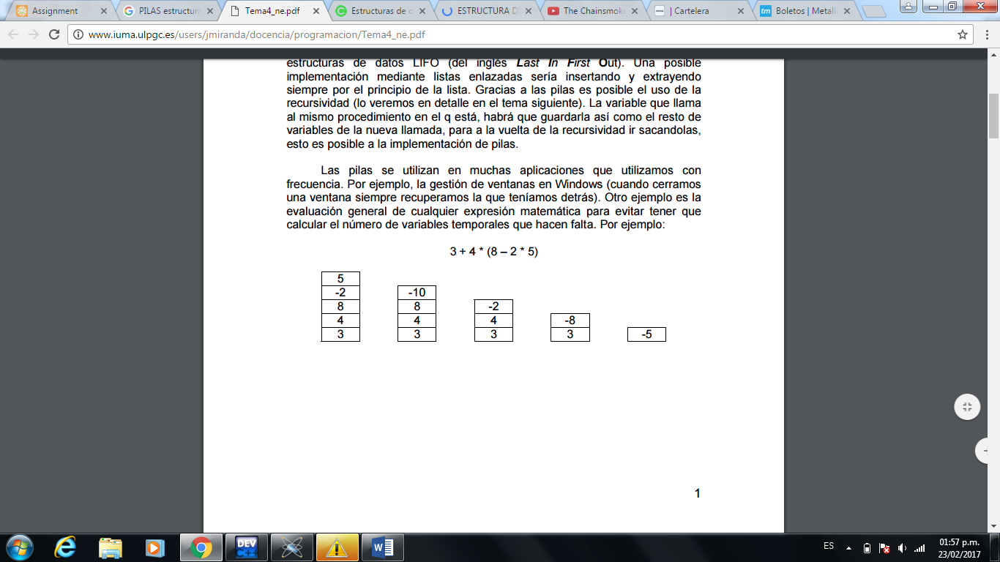 Assignment
PILAS estructura
Tema4_ne.pdf
Estructuras de d
ESTRUCTURA D
The Chainsmok
| Cartelera
tm Boletos | Metalli
www.iuma.ulpgc.es/users/jmiranda/docencia/programacion/Tema4_ne.pdf
estructuras de datos LIFO (del inglés Last In First Out). Una posible
implementación mediante listas enlazadas sería insertando y extrayendo
siempre por el principio de la lista. Gracias a las pilas es posible el uso de la
recursividad (lo veremos en detalle en el tema siguiente). La variable que llama
al mismo procedimiento en el q está, habrá que guardarla así como el resto de
variables de la nueva llamada, para a la vuelta de la recursividad ir sacandolas,
esto es posible a la implementación de pilas.
Las pilas se utilizan en muchas aplicaciones que utilizamos con
frecuencia. Por ejemplo, la gestión de ventanas en Windows (cuando cerramos
una ventana siempre recuperamos la que teníamos detrás). Otro ejemplo es la
evaluación general de cualquier expresión matemática para evitar tener que
calcular el número de variables temporales que hacen falta. Por ejemplo:
3 + 4 * (8 – 2 * 5)
5
-2 -10
8 8 -2
4 4 4 -8
3 3 3 3 -5
1
DEV C++
W
ES
01:57 p.m.
23/02/2017